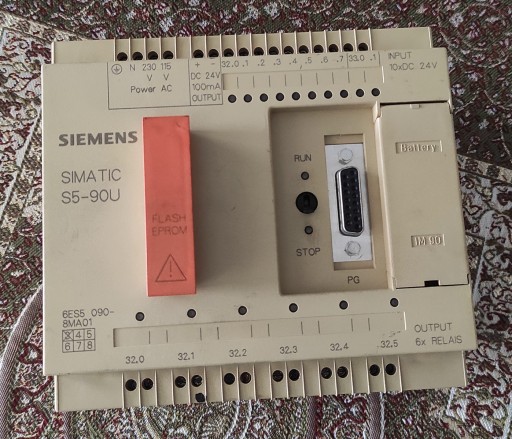 N 230 115
V V
Power AC
+ -
DC 24V
100mA
OUTPUT
32.0 .1 .2 .3 .4 .5 .6 .7 33.0 .1
INPUT
10xDC 24V
SIEMENS
SIMATIC
S5-90U
FLASH
EPROM
RUN
STOP
PG
Battery
IM 90
6ES5 090-
8MA01
X 4 5
6 7 8
32.0 32.1 32.2 32.3 32.4 32.5
OUTPUT
6x RELAIS